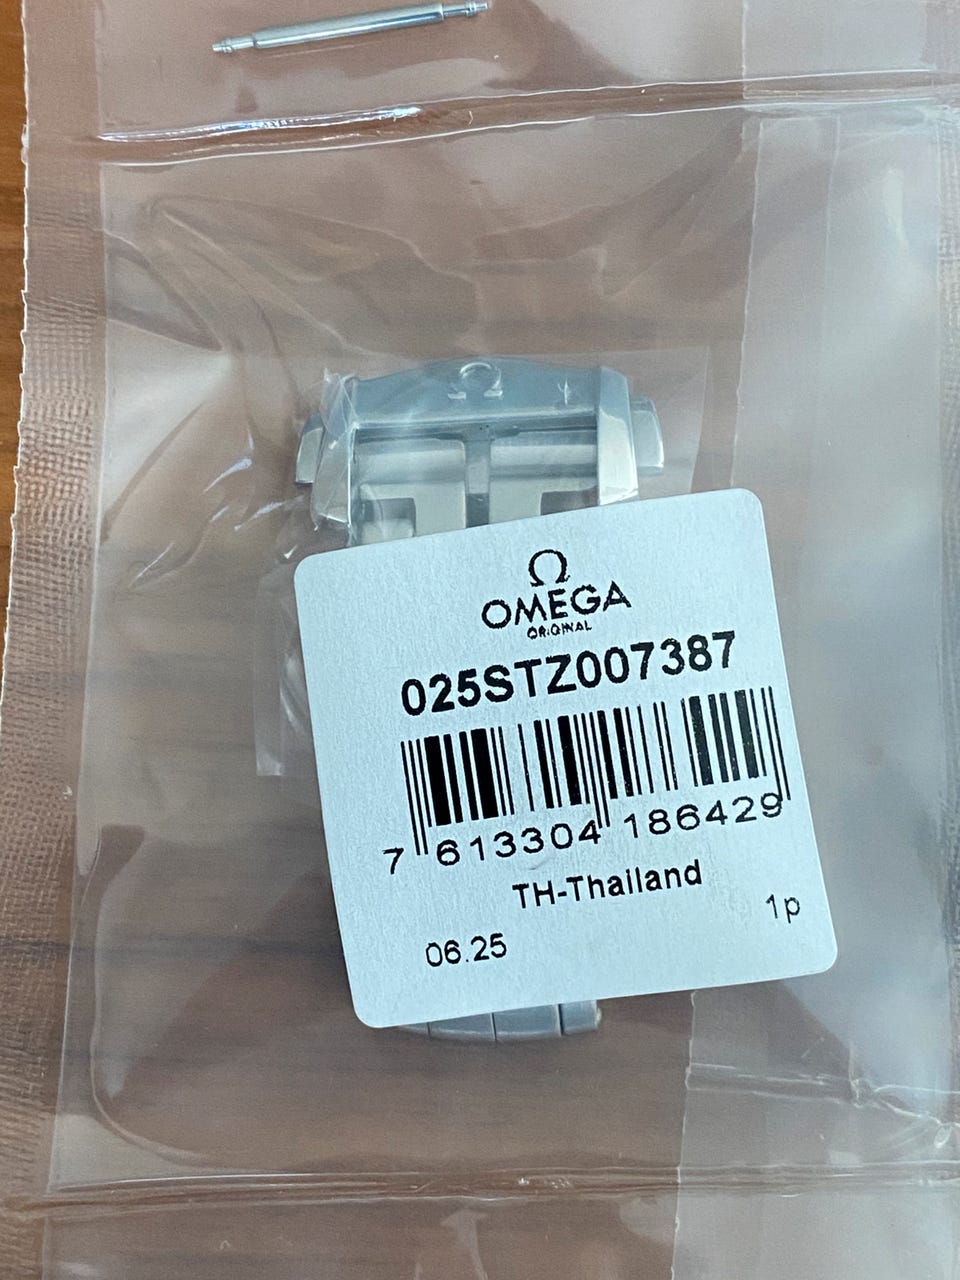 Ω
OMEGA
ORIGINAL
025STZ007387
7 613304 186429
TH-Thailand
1p
06.25